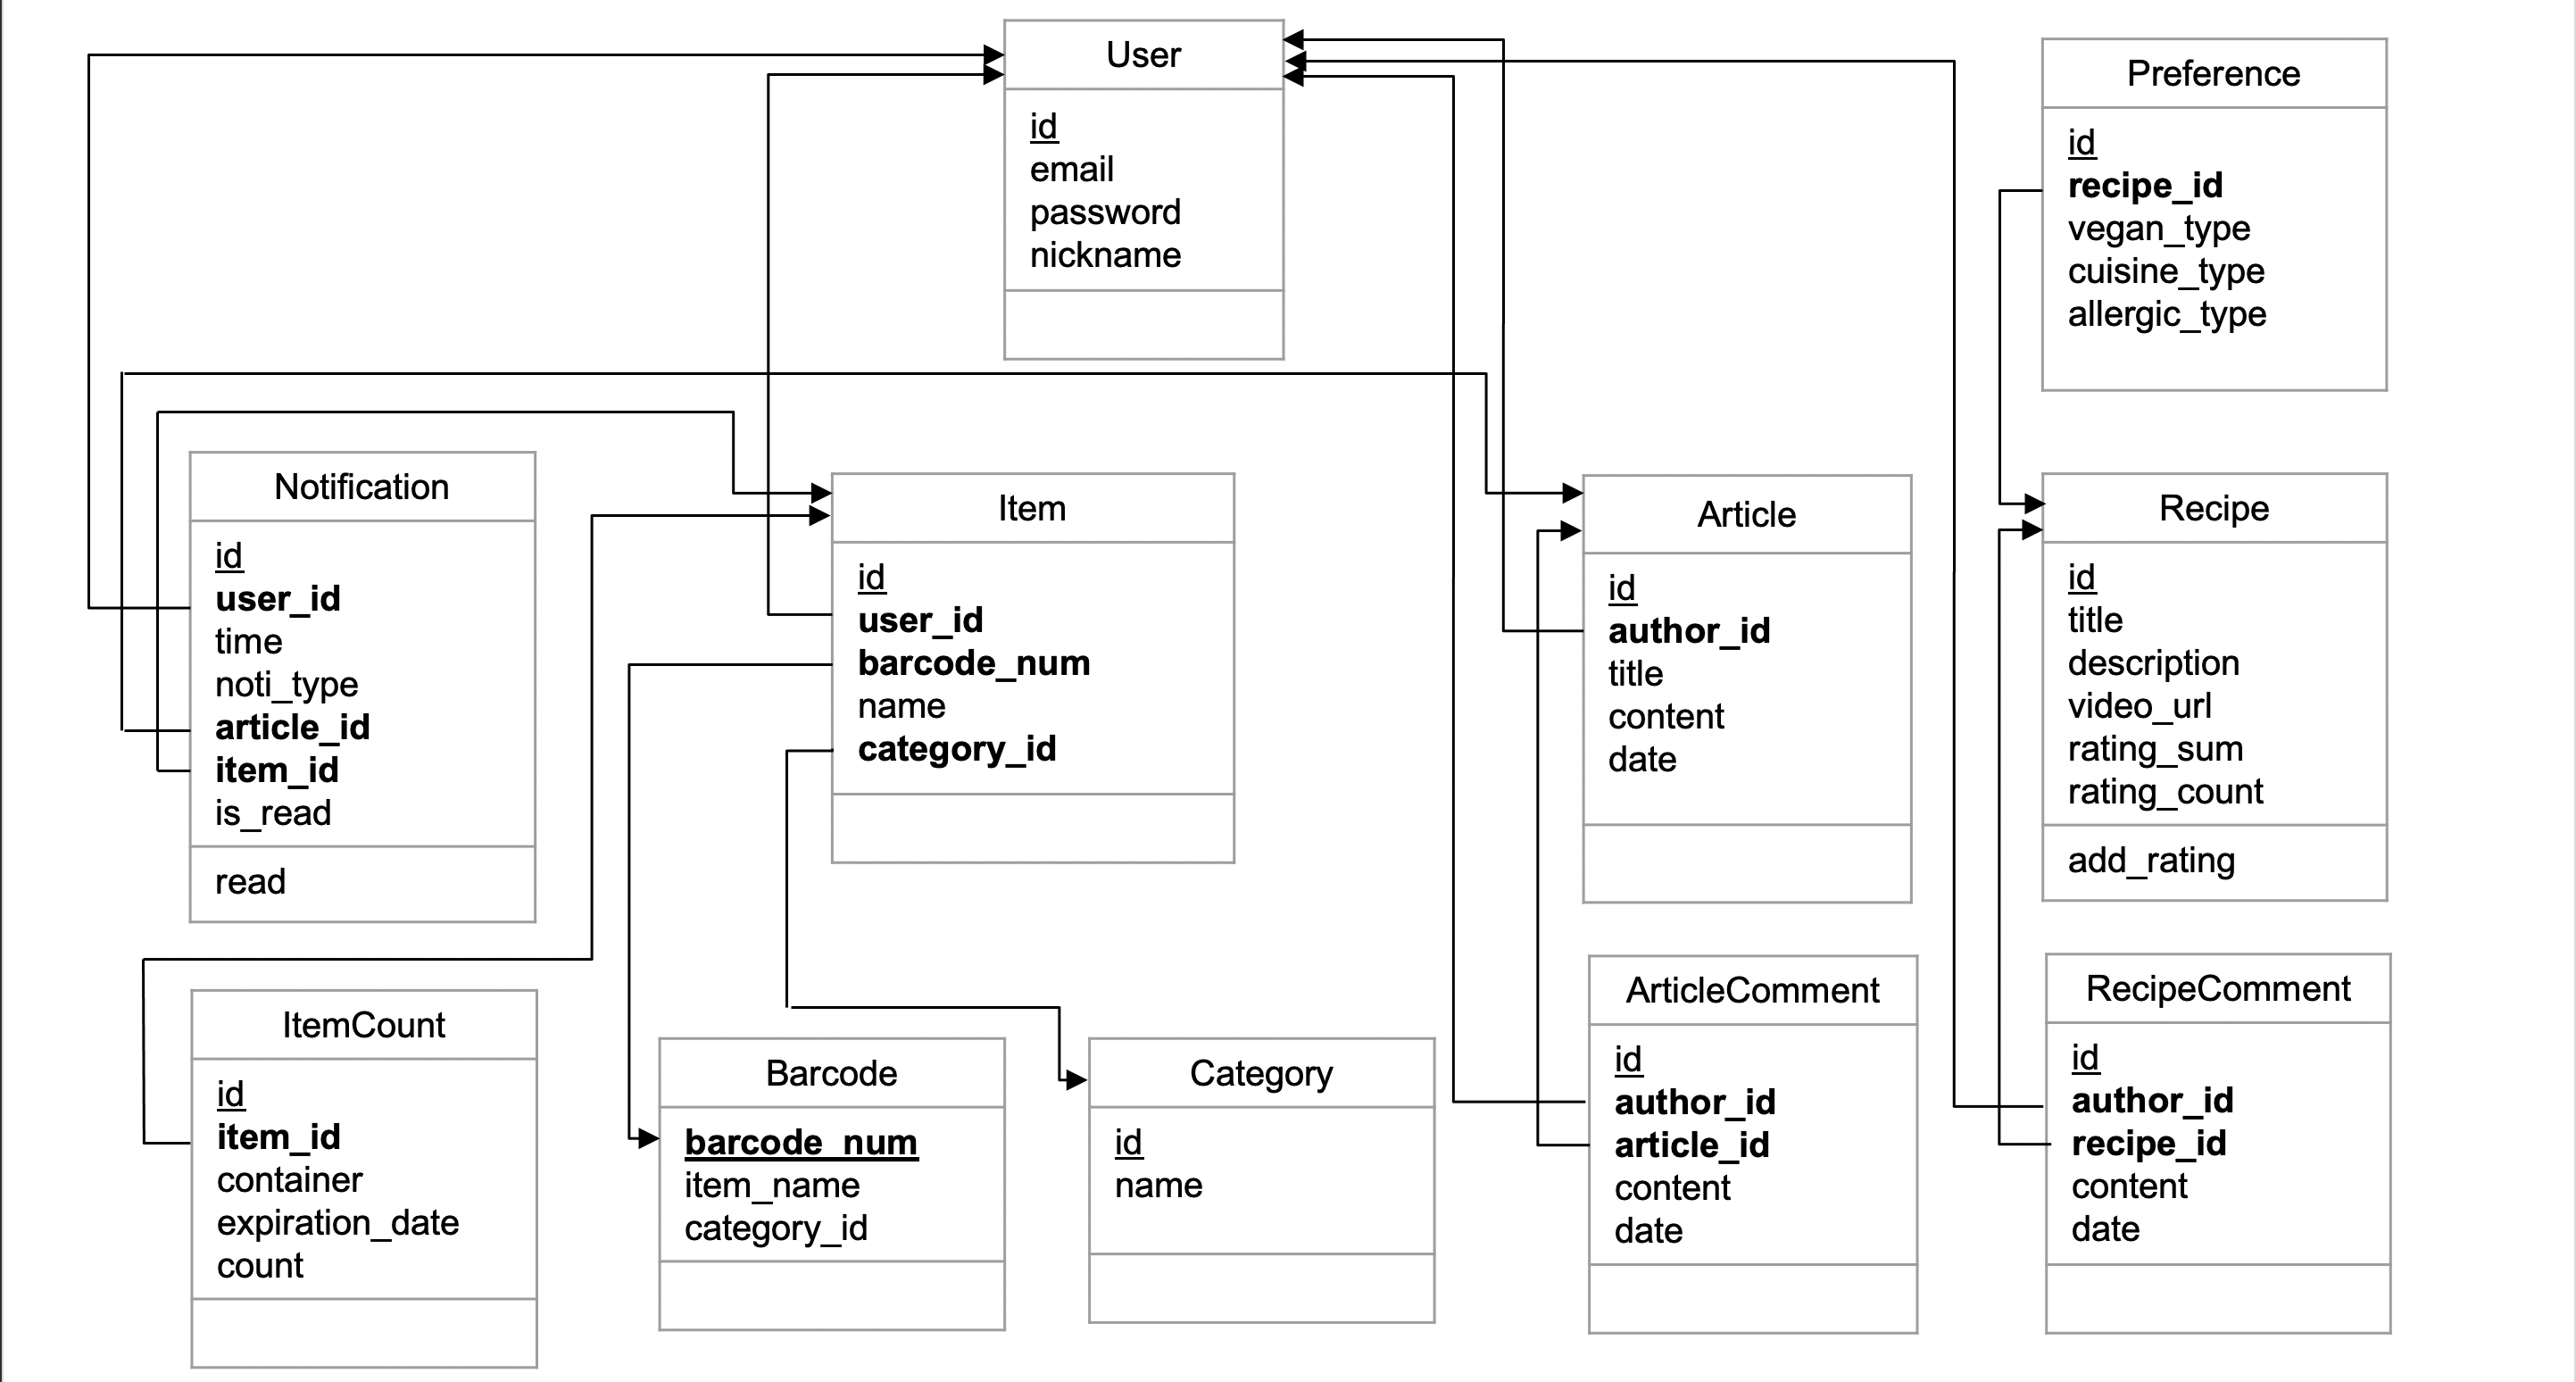 User
id
email
password
nickname
Preference
id
recipe_id
vegan_type
cuisine_type
allergic_type
Notification
id
user_id
time
noti_type
article_id
item_id
is_read
read
Item
id
user_id
barcode_num
name
category_id
Article
id
author_id
title
content
date
Recipe
id
title
description
video_url
rating_sum
rating_count
add_rating
ItemCount
id
item_id
container
expiration_date
count
Barcode
barcode_num
item_name
category_id
Category
id
name
ArticleComment
id
author_id
article_id
content
date
RecipeComment
id
author_id
recipe_id
content
date